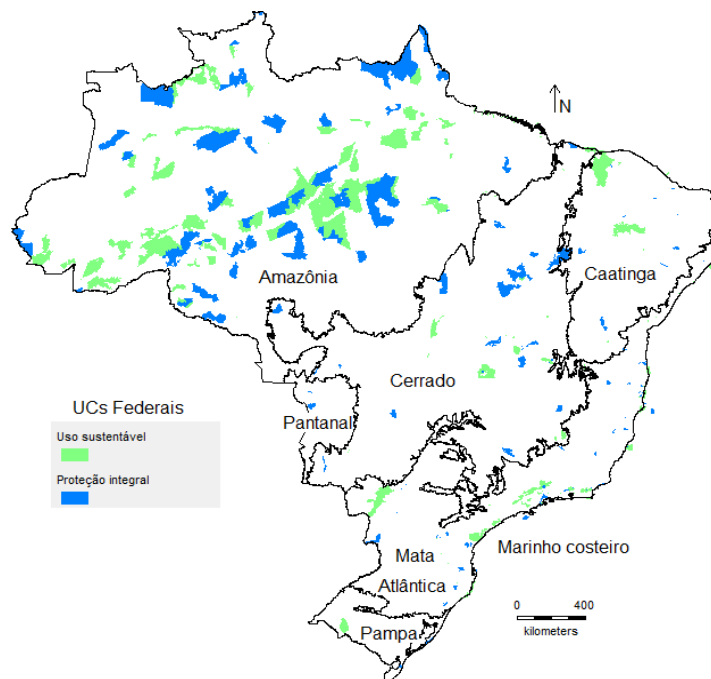 N
Amazônia
Caatinga
Cerrado
UCs Federais
Uso sustentável
Proteção integral
Pantanal
Marinho costeiro
Mata
Atlântica
Pampa
0 400
kilometers